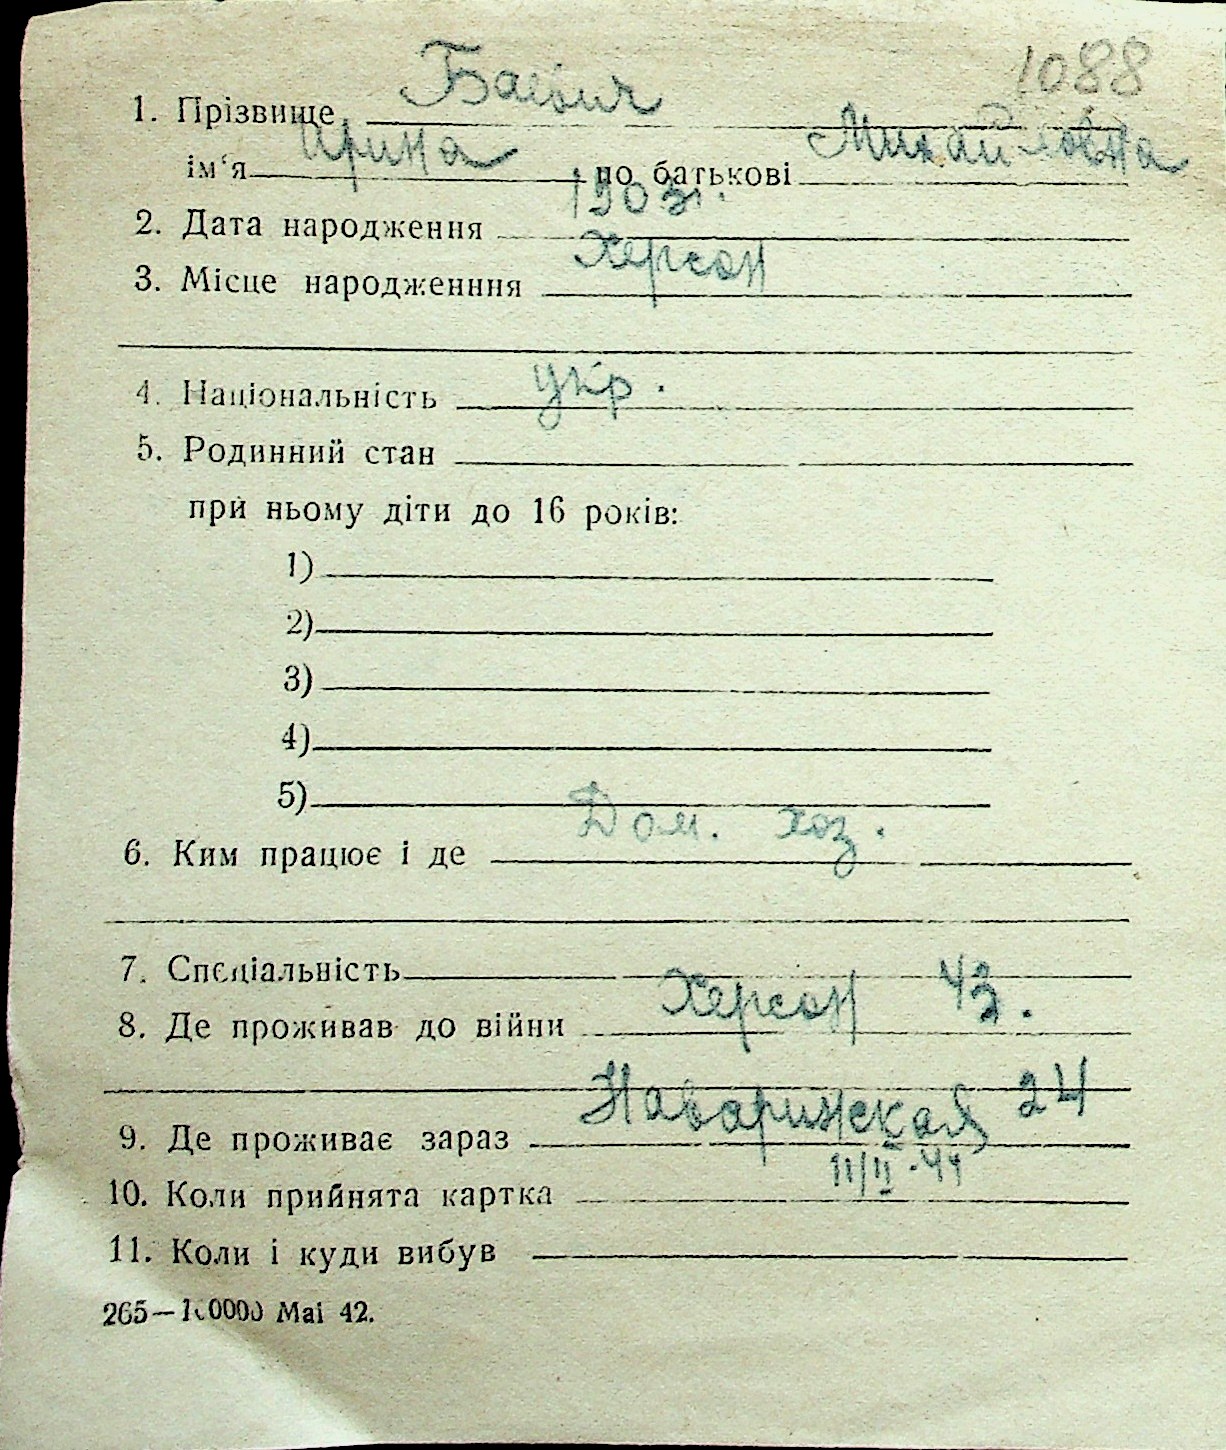 1088
1. Прізвище Баєвич
ім‘я Ирина по батькові Михайловна
2. Дата народження 1903г.
3. Місце народженння Херсон
4. Національність укр.
5. Родинний стан
при ньому діти до 16 років:
1)
2)
3)
4)
5)
6. Ким працює і де Дом. хоз.
7. Спеціальність
8. Де проживав до війни Херсон 43.
9. Де проживає зараз Наваринская 24
10. Коли прийнята картка 11/II-44
11. Коли і куди вибув
265—10000 Mai 42.